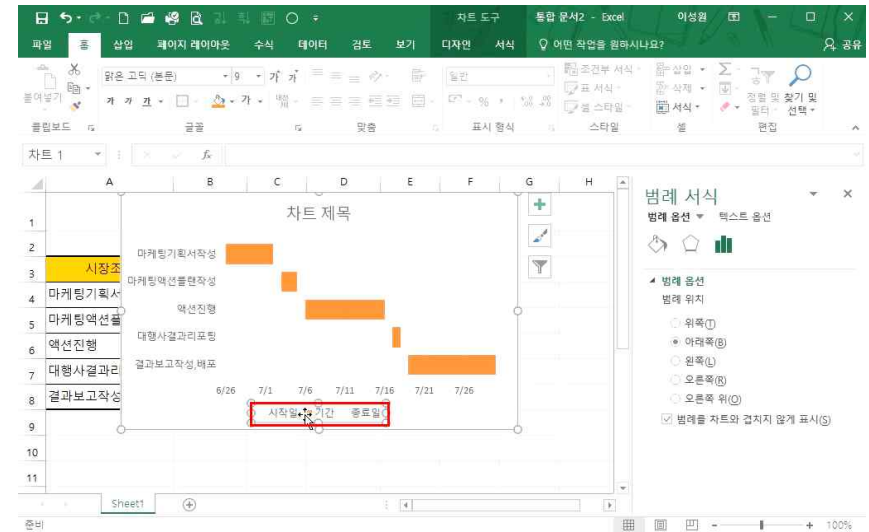 차트 도구
통합 문서2 - Excel
이성원
파일 홈 삽입 페이지 레이아웃 수식 데이터 검토 보기 디자인 서식 어떤 작업을 원하시나요? 공유
붙여넣기
맑은 고딕 (본문) 9 가 가
가 가 가 가
일반
% ,
조건부 서식
표 서식
셀 스타일
삽입
삭제
서식
정렬 및 필터
찾기 및 선택
클립보드 글꼴 맞춤 표시 형식 스타일 셀 편집
차트 1 fx
A B C D E F G H
1
2
3 시장조
4 마케팅기획서
5 마케팅액션플
6 액션진행
7 대행사결과리
8 결과보고작성
9
10
11
차트 제목
마케팅기획서작성
마케팅액션플랜작성
액션진행
대행사결과리포팅
결과보고작성,배포
6/26 7/1 7/6 7/11 7/16 7/21 7/26
시작일 기간 종료일
범례 서식
범례 옵션 텍스트 옵션
범례 옵션
범례 위치
위쪽(T)
아래쪽(B)
왼쪽(L)
오른쪽(R)
오른쪽 위(O)
범례를 차트와 겹치지 않게 표시(S)
Sheet1
준비
100%